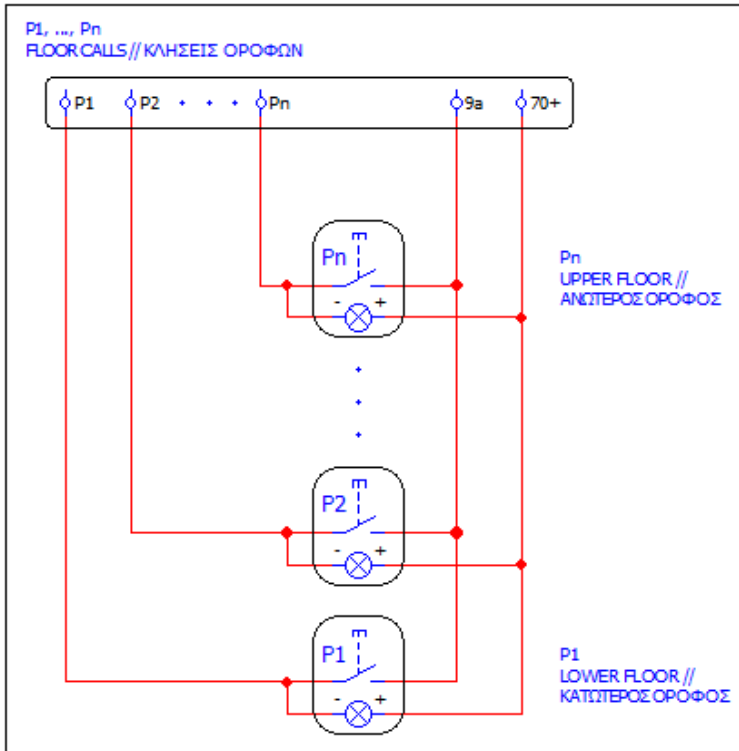 P1, ..., Pn
FLOOR CALLS // ΚΛΗΣΕΙΣ ΟΡΟΦΩΝ
P1 P2 . . . Pn 9a 70+
Pn
- +
Pn
UPPER FLOOR //
ΑΝΩΤΕΡΟΣ ΟΡΟΦΟΣ
P2
- +
P1
- +
P1
LOWER FLOOR //
ΚΑΤΩΤΕΡΟΣ ΟΡΟΦΟΣ